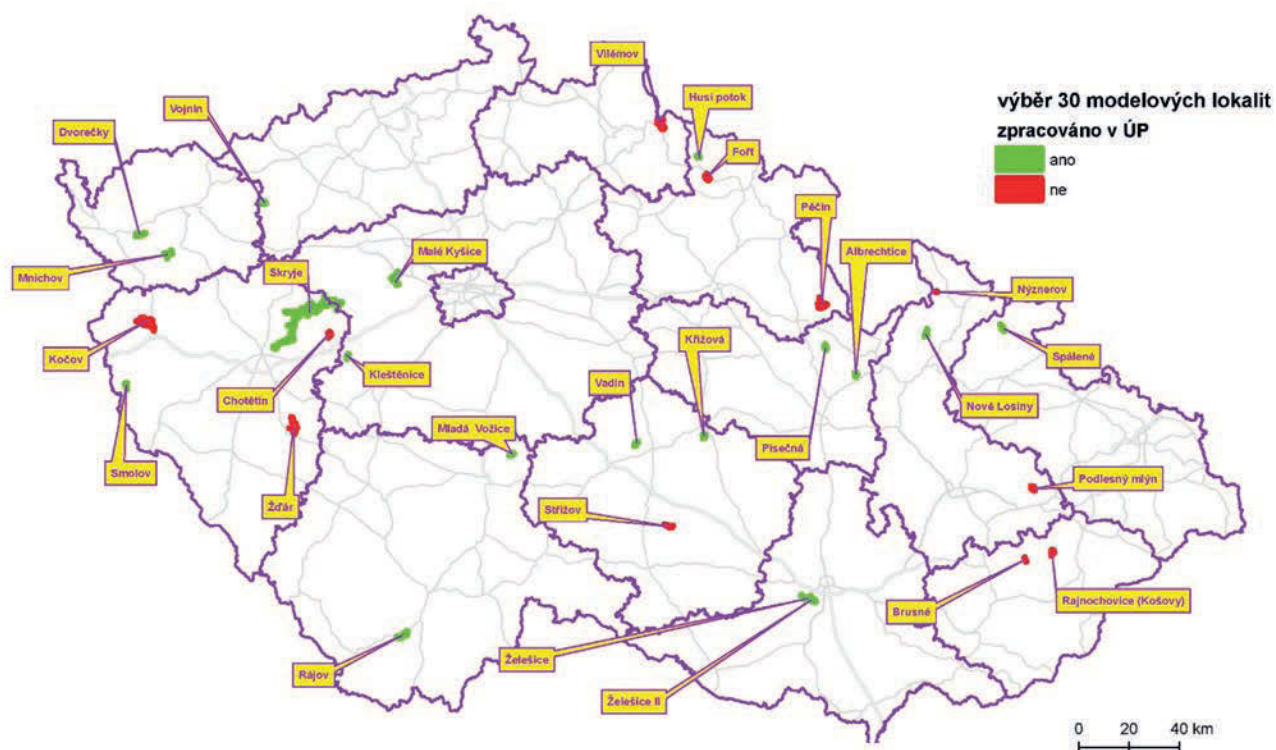 Vilémov
Husí potok
Vojnín
Dvorečky
Fořt
Pěčín
Albrechtice
Malé Kyšice
Skryje
Mnichov
Nýznerov
Kočov
Křížová
Spálené
Chotětín
Kleštěnice
Vadín
Nové Losiny
Mladá Vožice
Písečná
Smolov
Žďár
Střížov
Podlesný mlýn
Brusné
Rajnochovice (Košovy)
Rájov
Želešice
Želešice II
výběr 30 modelových lokalit
zpracováno v ÚP
ano
ne
0 20 40 km